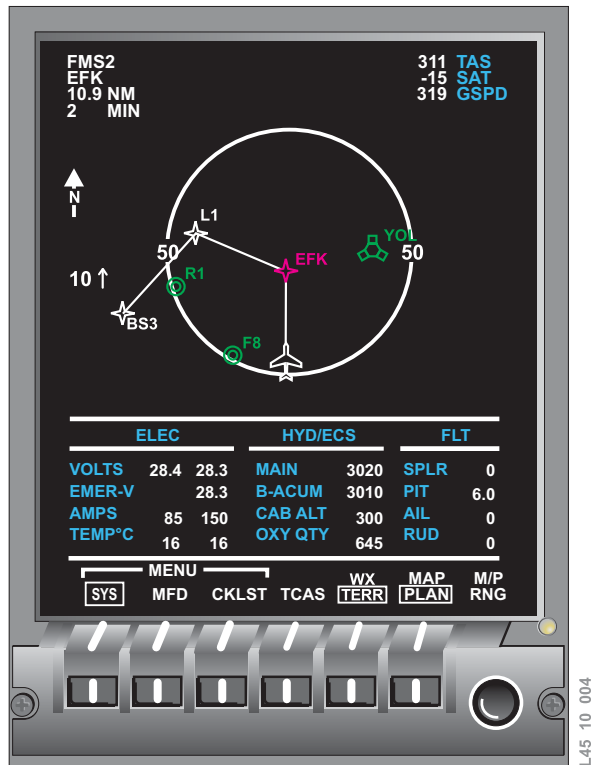 FMS2
EFK
10.9 NM
2 MIN
311 TAS
-15 SAT
319 GSPD
N
L1
YOL
50
50
EFK
10
R1
BS3
F8
ELEC
HYD/ECS
FLT
VOLTS 28.4 28.3 MAIN 3020 SPLR 0
EMER-V 28.3 B-ACUM 3010 PIT 6.0
AMPS 85 150 CAB ALT 300 AIL 0
TEMP°C 16 16 OXY QTY 645 RUD 0
MENU
SYS MFD CKLST TCAS WX TERR MAP PLAN M/P RNG
L45 10 004